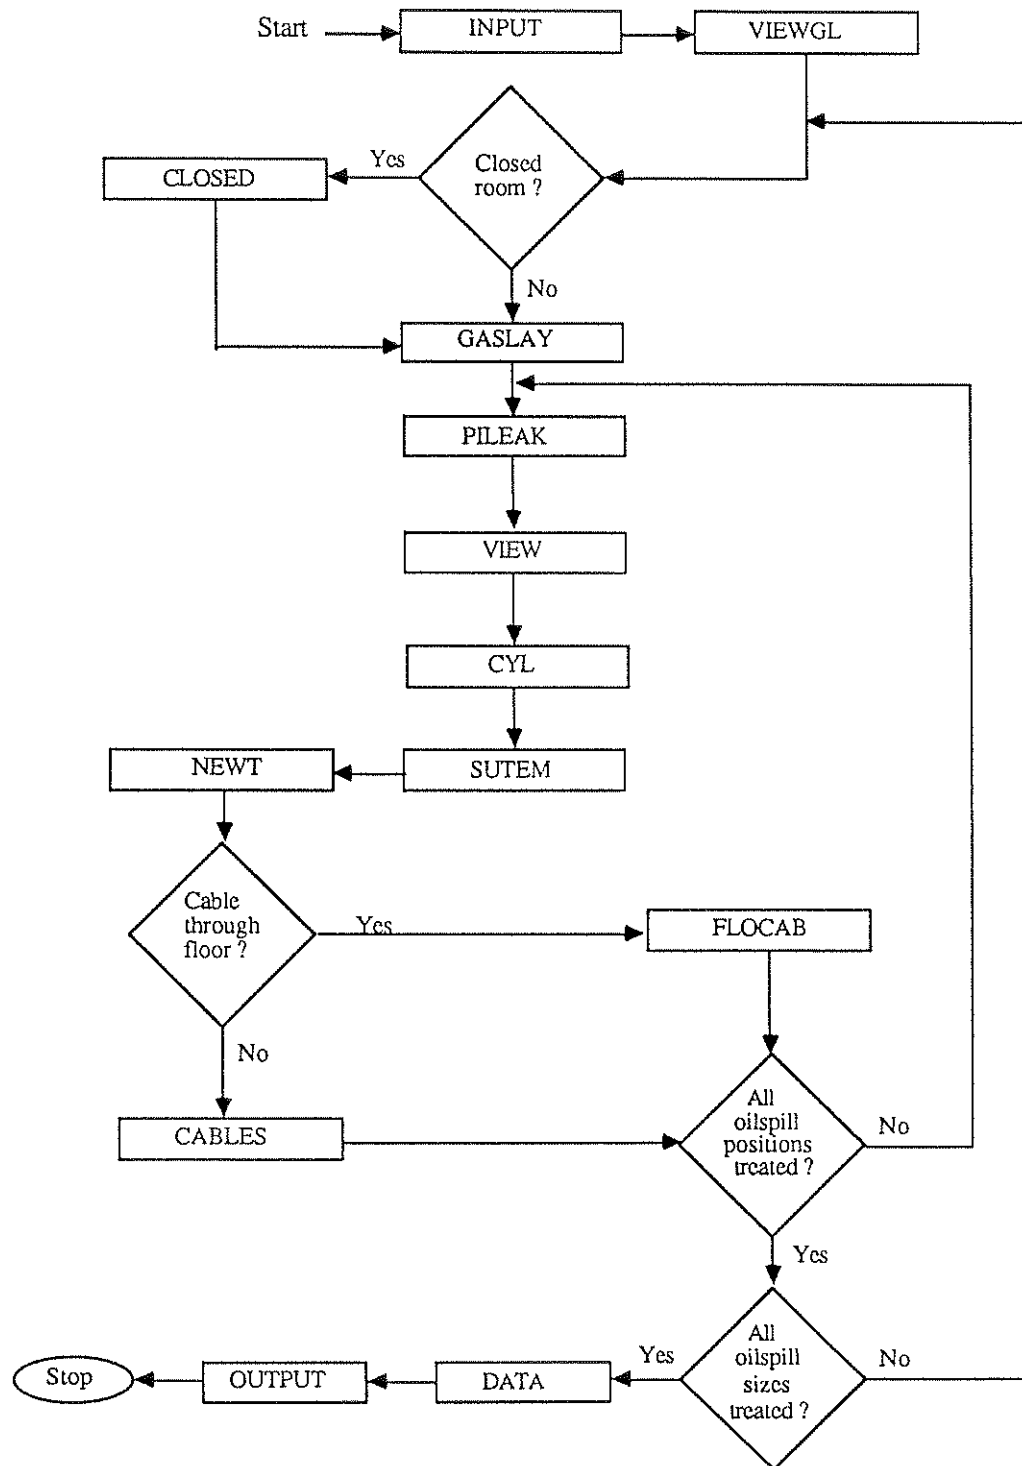 Start
INPUT
VIEWGL
Closed
room ?
Yes
CLOSED
No
GASLAY
PILEAK
VIEW
CYL
SUTEM
NEWT
Cable
through
floor ?
Yes
FLOCAB
No
CABLES
All
oilspill
positions
treated ?
No
Yes
All
oilspill
sizes
treated ?
No
Yes
DATA
OUTPUT
Stop